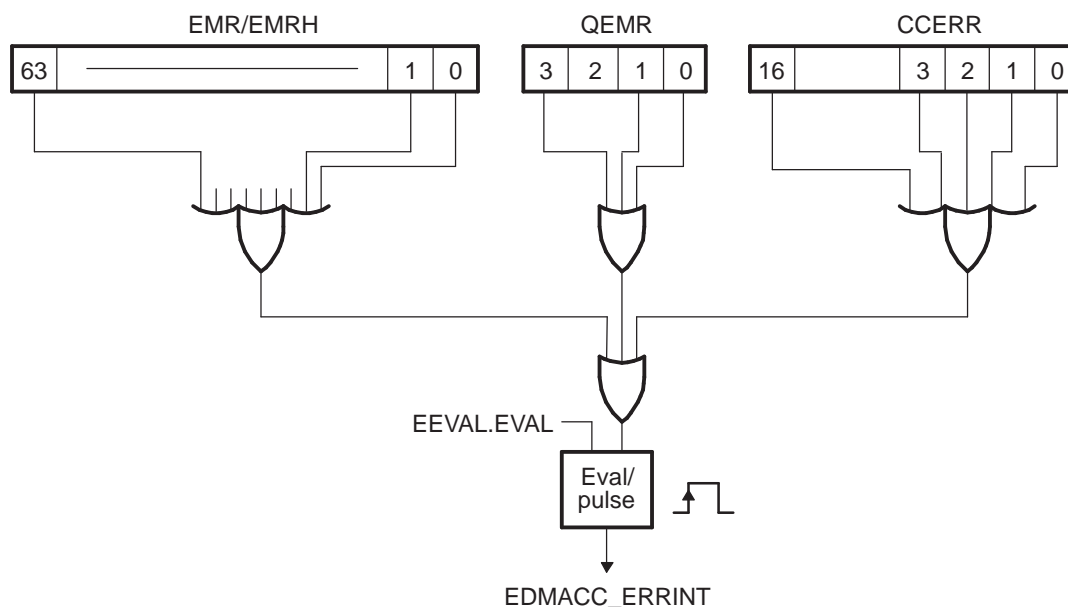 EMR/EMRH QEMR CCERR
63 1 0 3 2 1 0 16 3 2 1 0
EEVAL.EVAL
Eval/
pulse
EDMACC_ERRINT